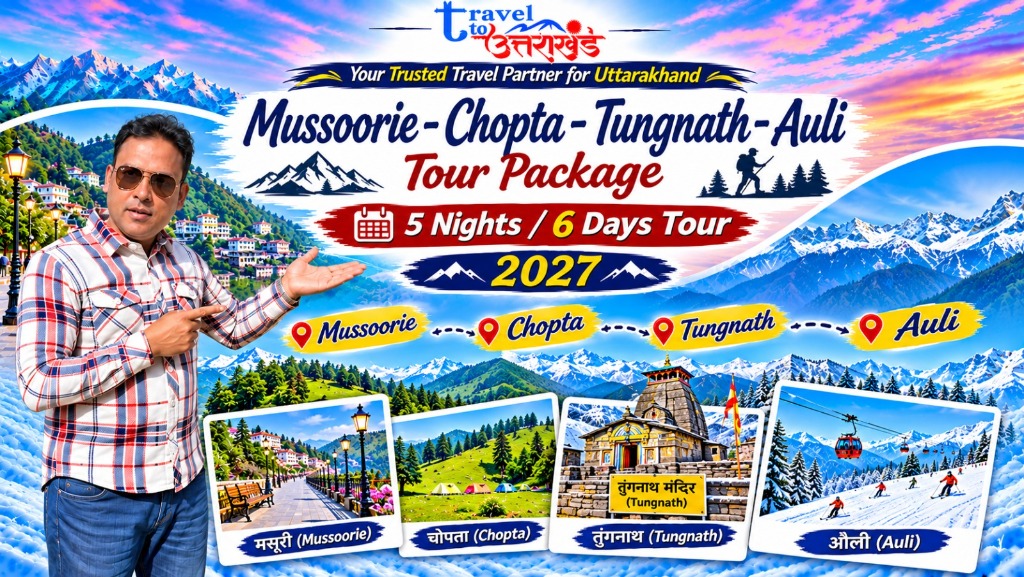 travel
to उत्तराखंड
Your Trusted Travel Partner for Uttarakhand
Mussoorie - Chopta - Tungnath - Auli
Tour Package
5 Nights / 6 Days Tour
2027
Mussoorie
Chopta
Tungnath
Auli
तुंगनाथ मंदिर
(Tungnath)
मसूरी (Mussoorie)
चोपता (Chopta)
तुंगनाथ (Tungnath)
औली (Auli)